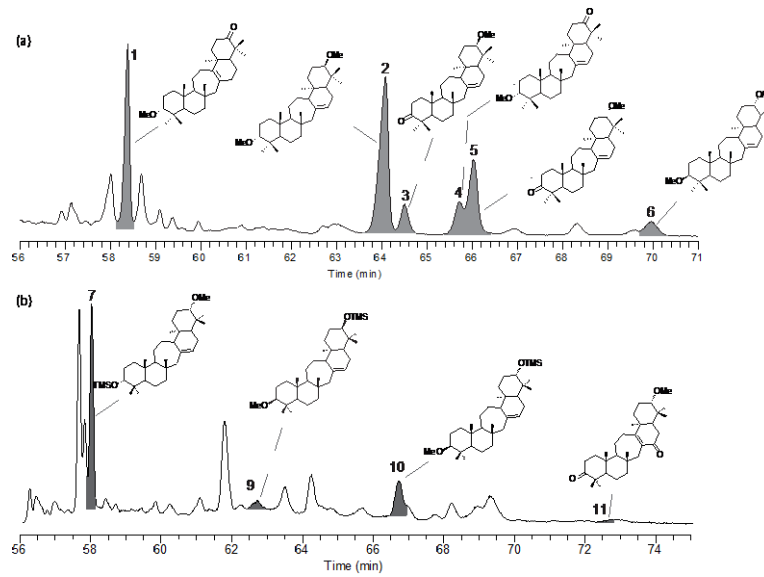 (a)
1
2
3
4
5
6
O
MeO
OMe
MeO
OMe
O
O
MeO
OMe
O
MeO
56 57 58 59 60 61 62 63 64 65 66 67 68 69 70 71
Time (min)
(b)
7
9
10
11
OMe
TMSO
OTMS
MeO
OTMS
MeO
OMe
O
O
56 58 60 62 64 66 68 70 72 74
Time (min)